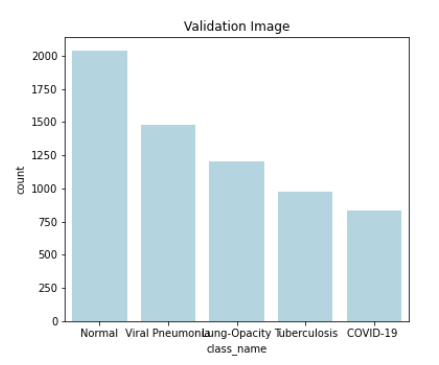 Validation Image
2000
1750
1500
1250
1000
750
500
250
0
count
Normal Viral Pneumonia Lung-Opacity Tuberculosis COVID-19
class_name